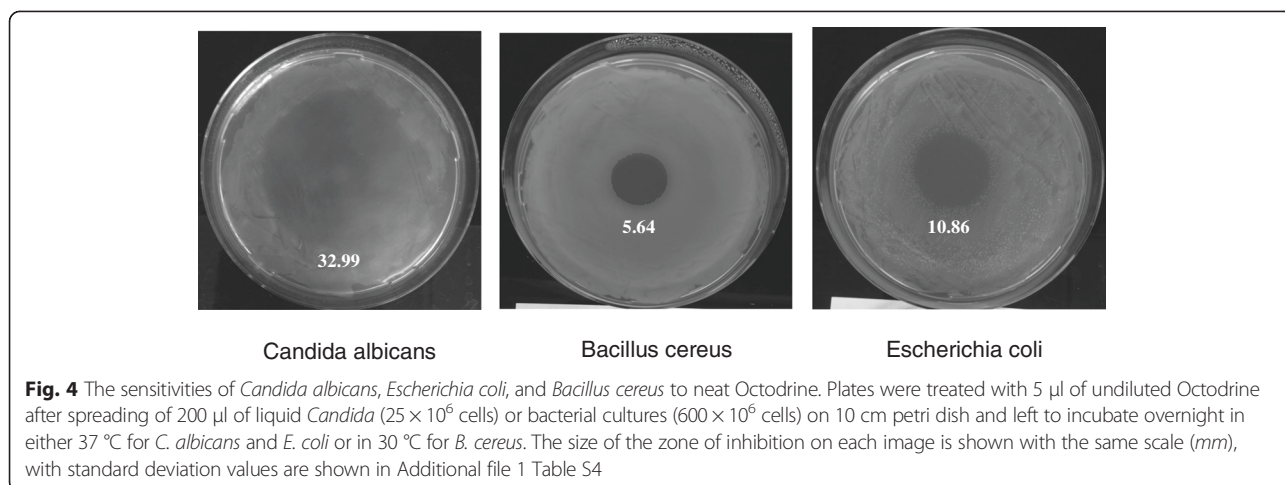 32.99
5.64
10.86
Candida albicans
Bacillus cereus
Escherichia coli
Fig. 4 The sensitivities of Candida albicans, Escherichia coli, and Bacillus cereus to neat Octodrine. Plates were treated with 5 μl of undiluted Octodrine
after spreading of 200 μl of liquid Candida (25 × 10⁶ cells) or bacterial cultures (600 × 10⁶ cells) on 10 cm petri dish and left to incubate overnight in
either 37 °C for C. albicans and E. coli or in 30 °C for B. cereus. The size of the zone of inhibition on each image is shown with the same scale (mm),
with standard deviation values are shown in Additional file 1 Table S4